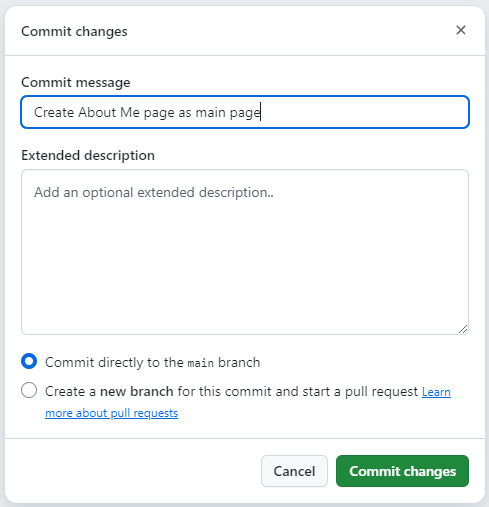 Commit changes
Commit message
Create About Me page as main page
Extended description
Add an optional extended description..
Commit directly to the main branch
Create a new branch for this commit and start a pull request Learn
more about pull requests
Cancel
Commit changes